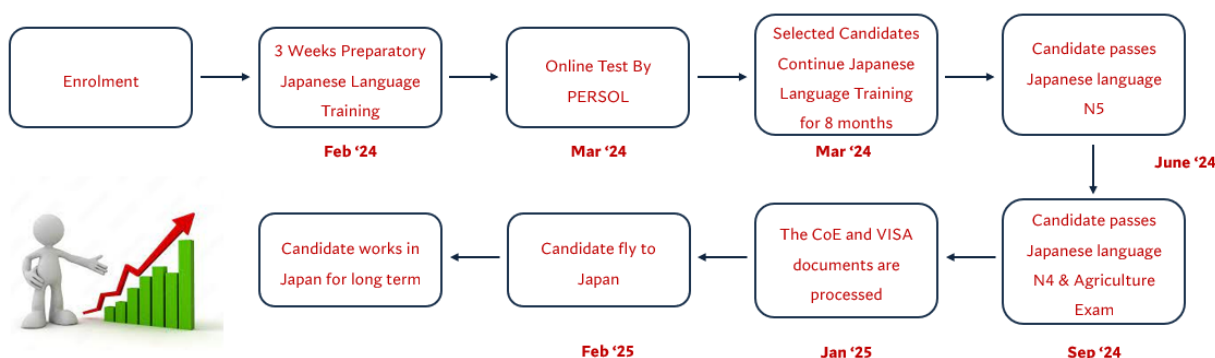 Enrolment
3 Weeks Preparatory
Japanese Language
Training
Feb ‘24
Online Test By
PERSOL
Mar ‘24
Selected Candidates
Continue Japanese
Language Training
for 8 months
Mar ‘24
Candidate passes
Japanese language
N5
June ‘24
Candidate passes
Japanese language
N4 & Agriculture
Exam
Sep ‘24
The CoE and VISA
documents are
processed
Jan ‘25
Candidate fly to
Japan
Feb ‘25
Candidate works in
Japan for long term